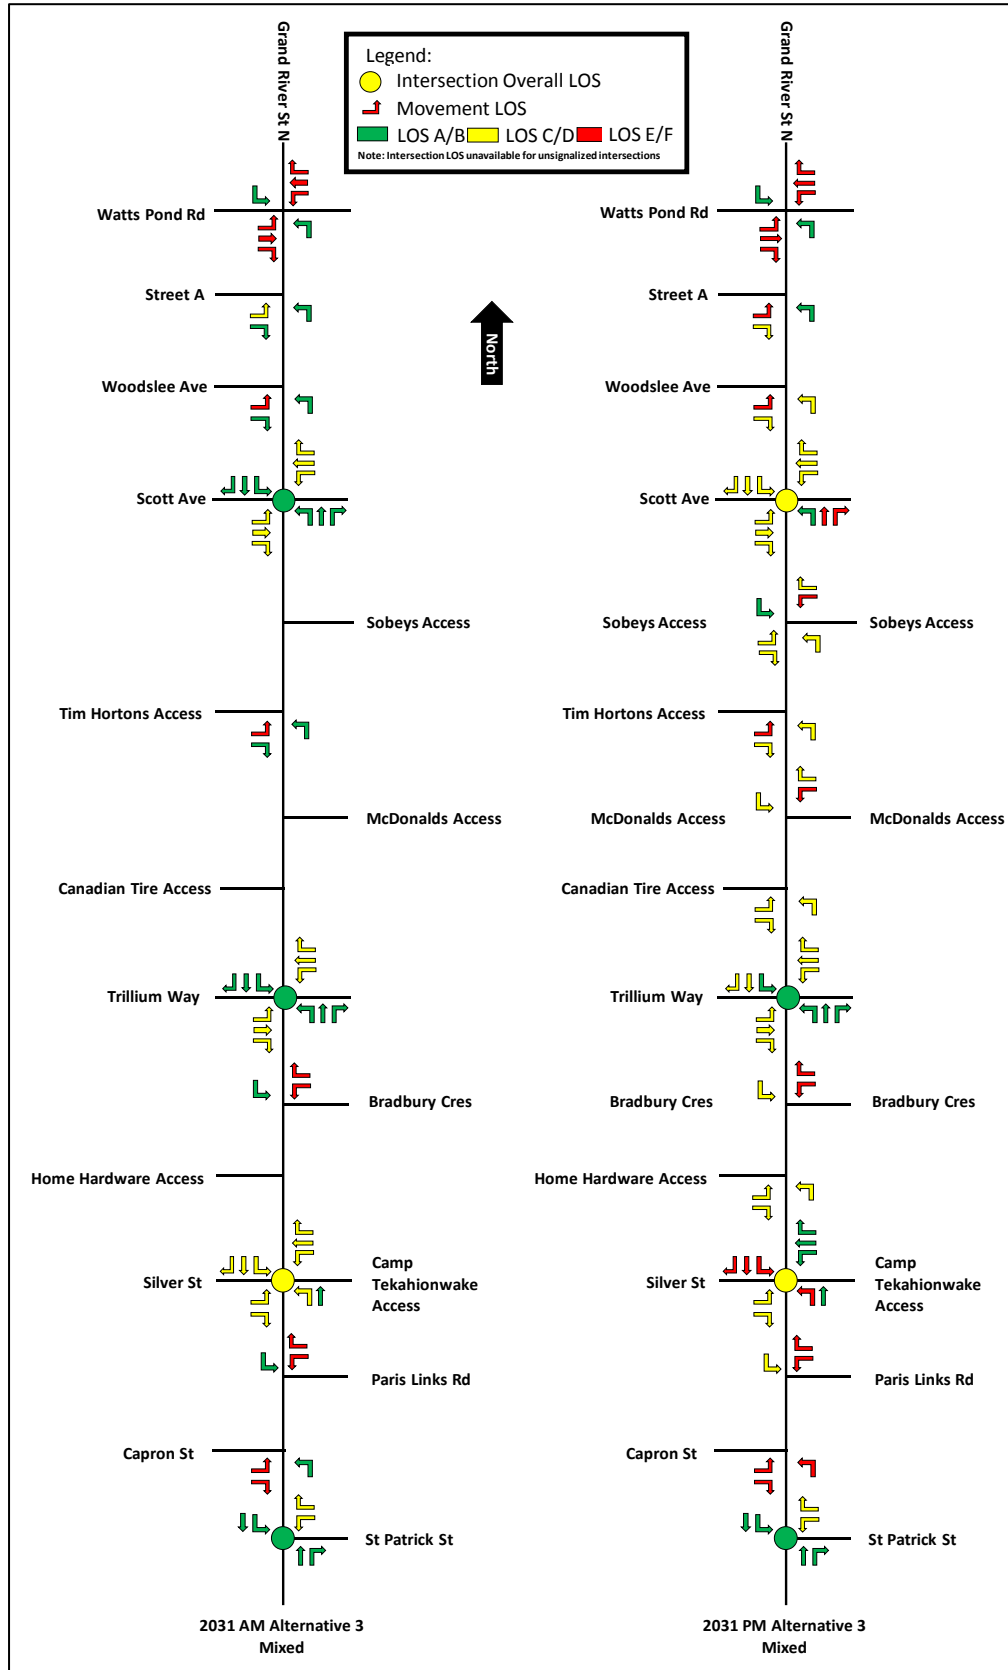 Grand River St N
Legend:
Intersection Overall LOS
Movement LOS
LOS A/B LOS C/D LOS E/F
Note: Intersection LOS unavailable for unsignalized intersections
Grand River St N
North
Watts Pond Rd
Street A
Woodslee Ave
Scott Ave
Sobeys Access
Tim Hortons Access
McDonalds Access
Canadian Tire Access
Trillium Way
Bradbury Cres
Home Hardware Access
Silver St
Camp
Tekahionwake
Access
Paris Links Rd
Capron St
St Patrick St
2031 AM Alternative 3
Mixed
Watts Pond Rd
Street A
Woodslee Ave
Scott Ave
Sobeys Access
Sobeys Access
Tim Hortons Access
McDonalds Access
McDonalds Access
Canadian Tire Access
Trillium Way
Bradbury Cres
Bradbury Cres
Home Hardware Access
Silver St
Camp
Tekahionwake
Access
Paris Links Rd
Capron St
St Patrick St
2031 PM Alternative 3
Mixed